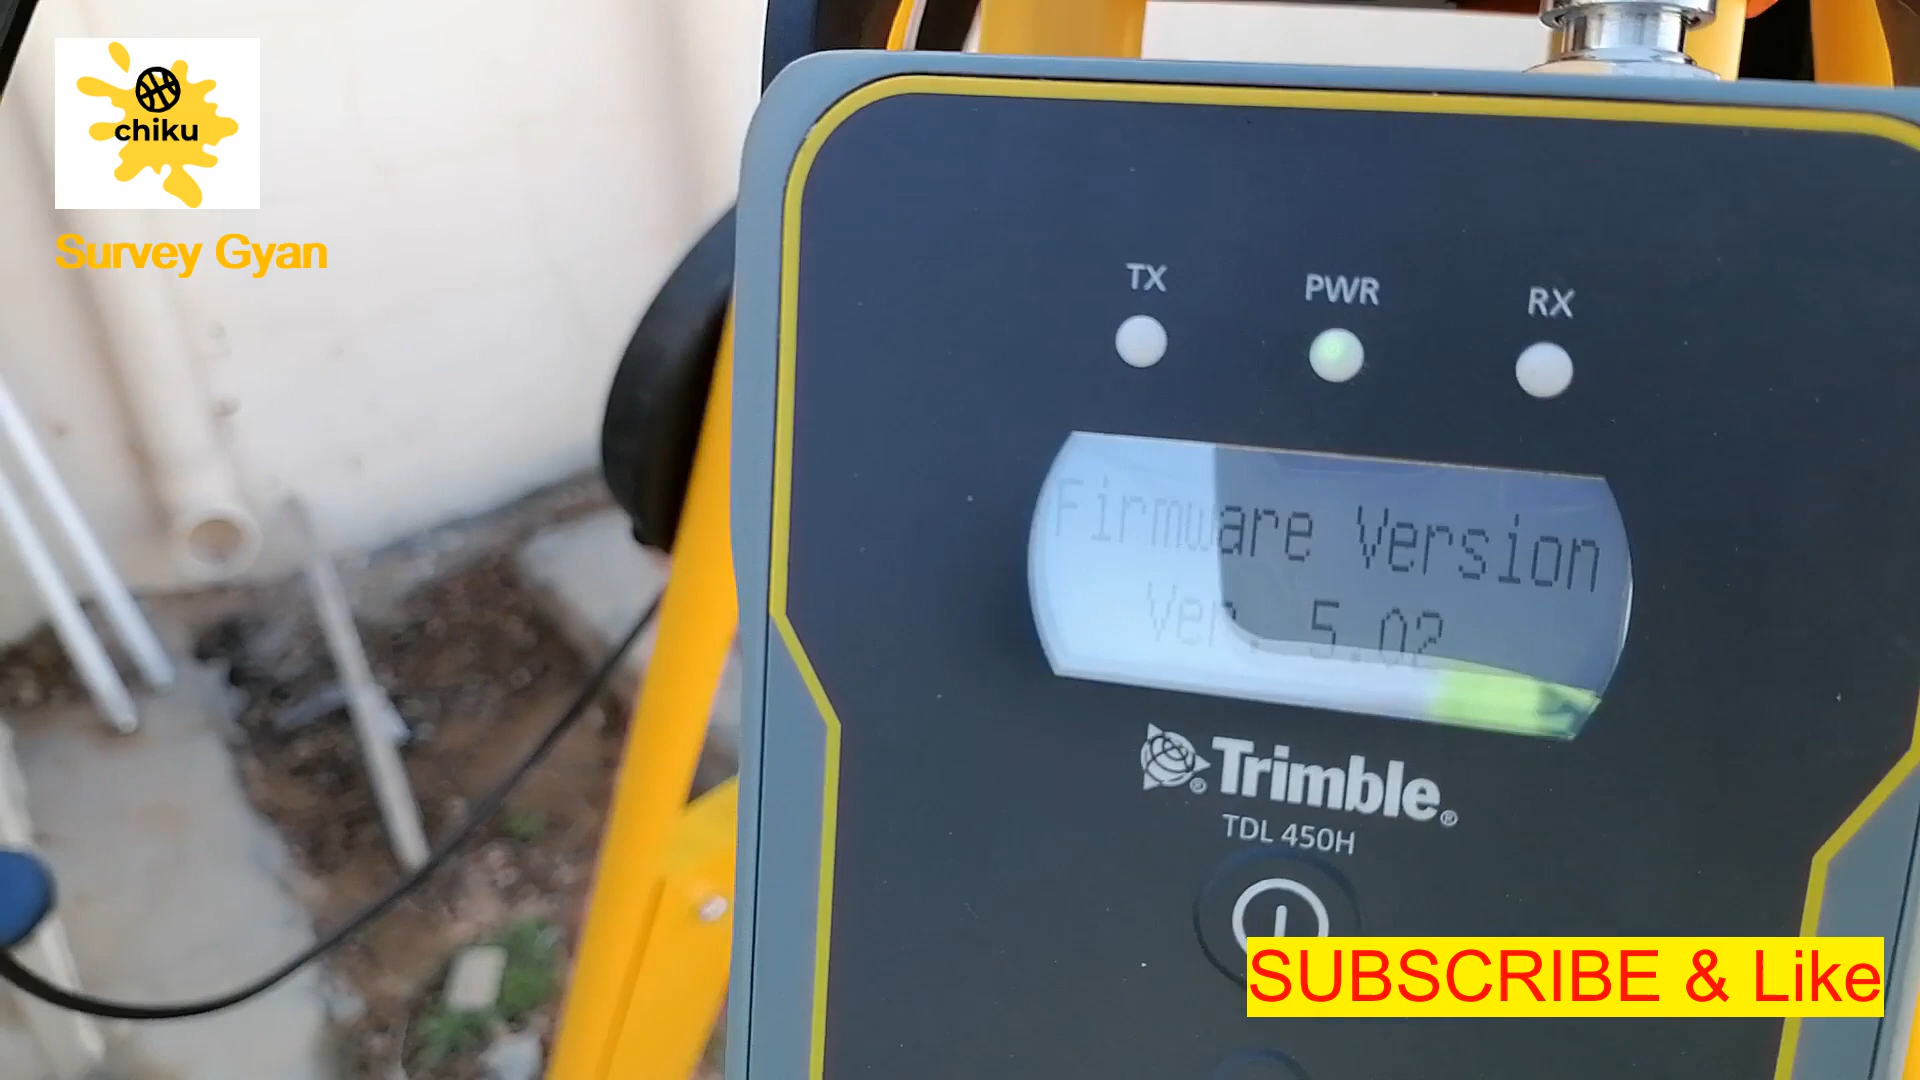 chiku
Survey Gyan
TX PWR RX
Firmware Version
Ver. 5.02
Trimble®
TDL 450H
SUBSCRIBE & Like